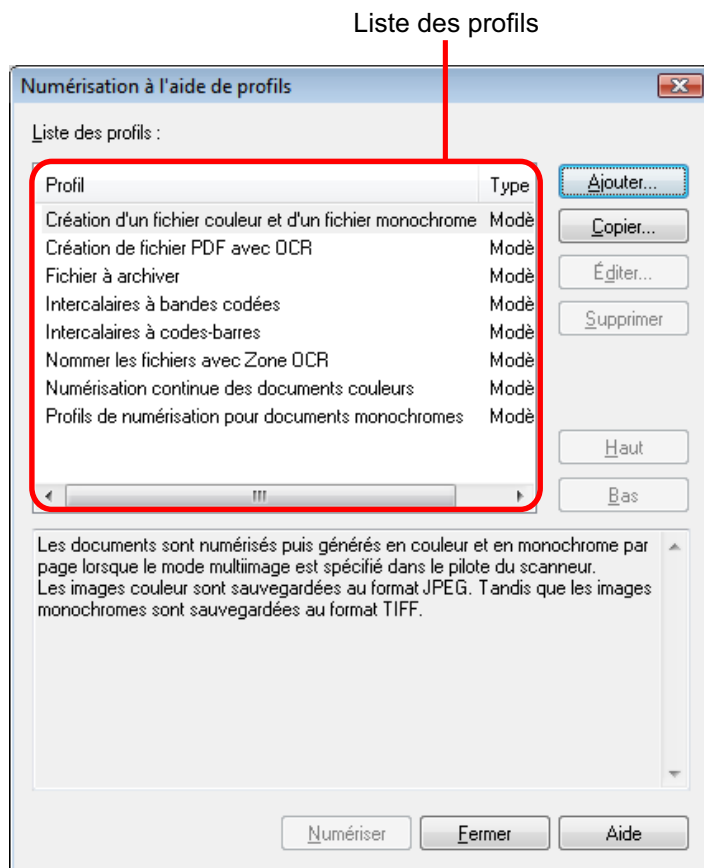 Liste des profils
Numérisation à l'aide de profils
Liste des profils :
Profil Type
Création d'un fichier couleur et d'un fichier monochrome Modè
Création de fichier PDF avec OCR Modè
Fichier à archiver Modè
Intercalaires à bandes codées Modè
Intercalaires à codes-barres Modè
Nommer les fichiers avec Zone OCR Modè
Numérisation continue des documents couleurs Modè
Profils de numérisation pour documents monochromes Modè
Ajouter...
Copier...
Éditer...
Supprimer
Haut
Bas
Les documents sont numérisés puis générés en couleur et en monochrome par
page lorsque le mode multiimage est spécifié dans le pilote du scanneur.
Les images couleur sont sauvegardées au format JPEG. Tandis que les images
monochromes sont sauvegardées au format TIFF.
Numériser Fermer Aide